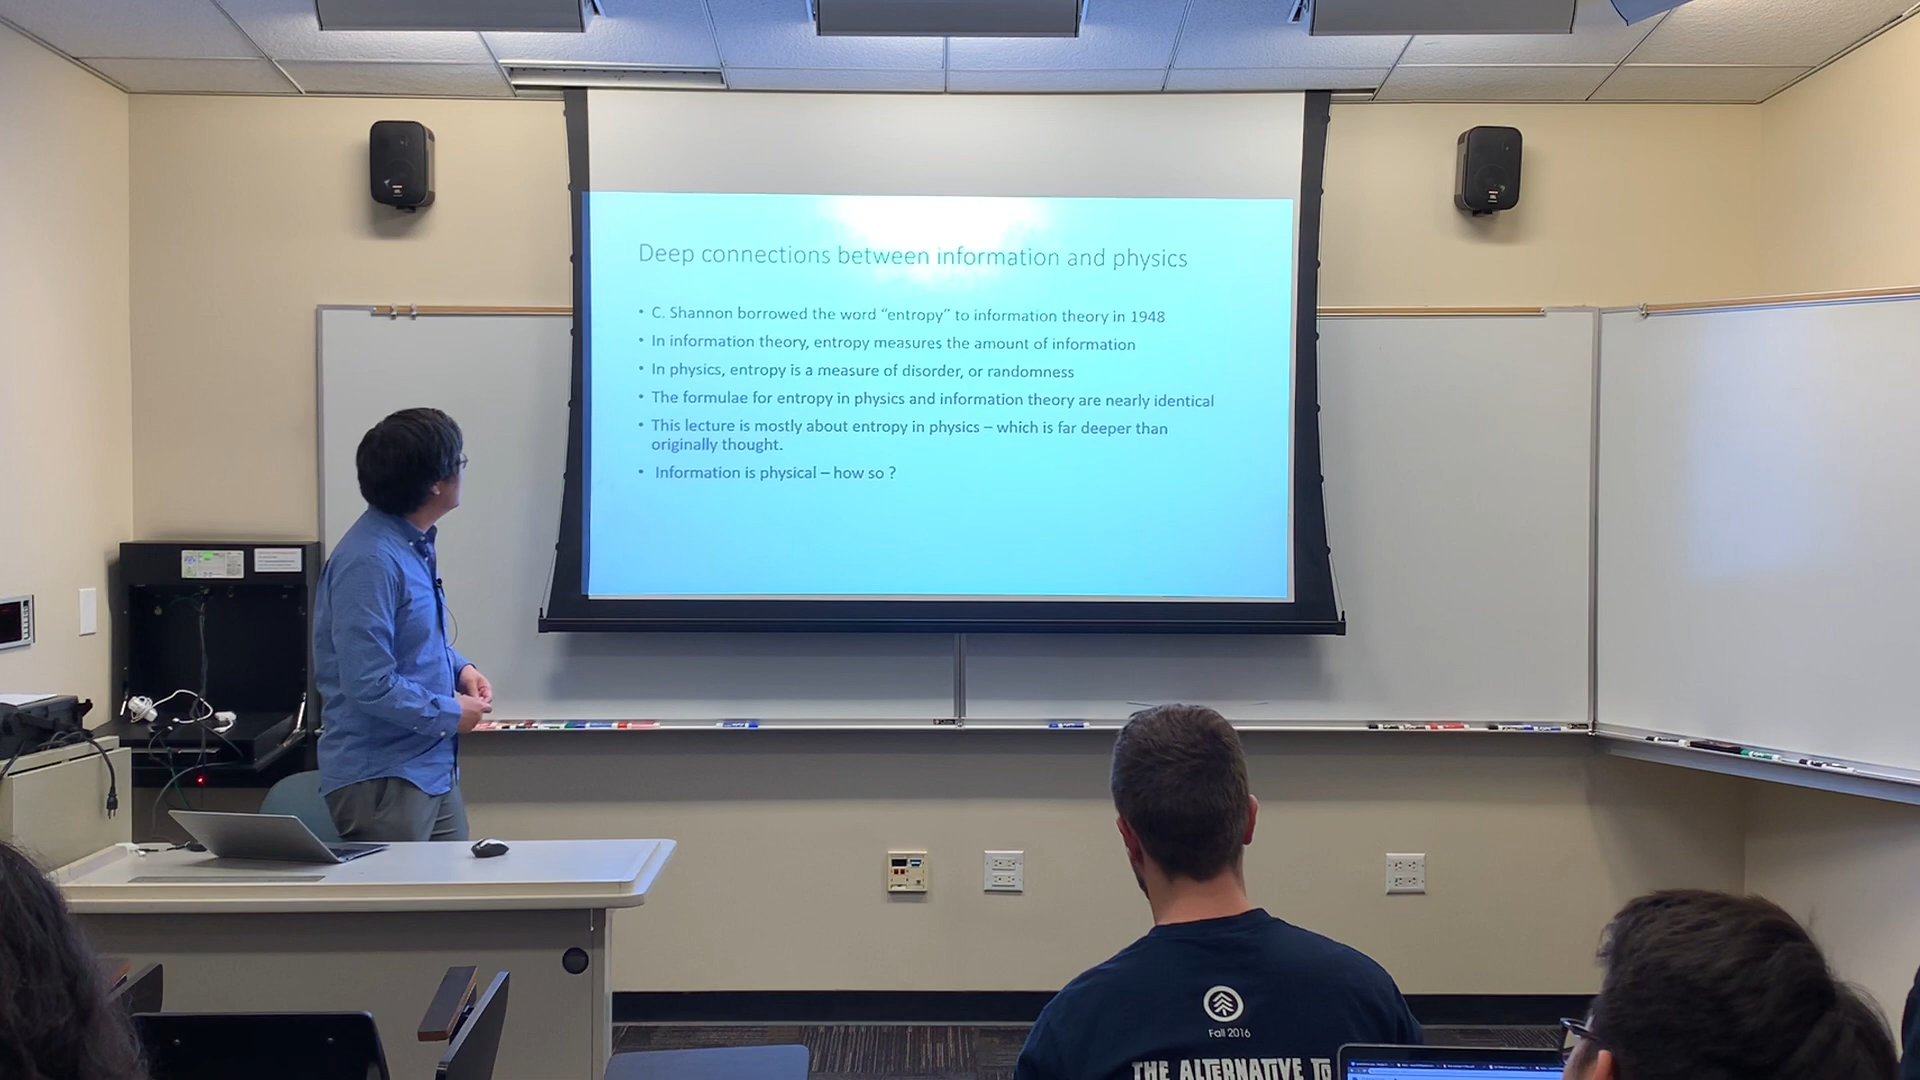 Deep connections between information and physics
• C. Shannon borrowed the word “entropy” to information theory in 1948
• In information theory, entropy measures the amount of information
• In physics, entropy is a measure of disorder, or randomness
• The formulae for entropy in physics and information theory are nearly identical
• This lecture is mostly about entropy in physics – which is far deeper than
originally thought.
• Information is physical – how so ?
Fall 2016
THE ALTERNATIVE TO